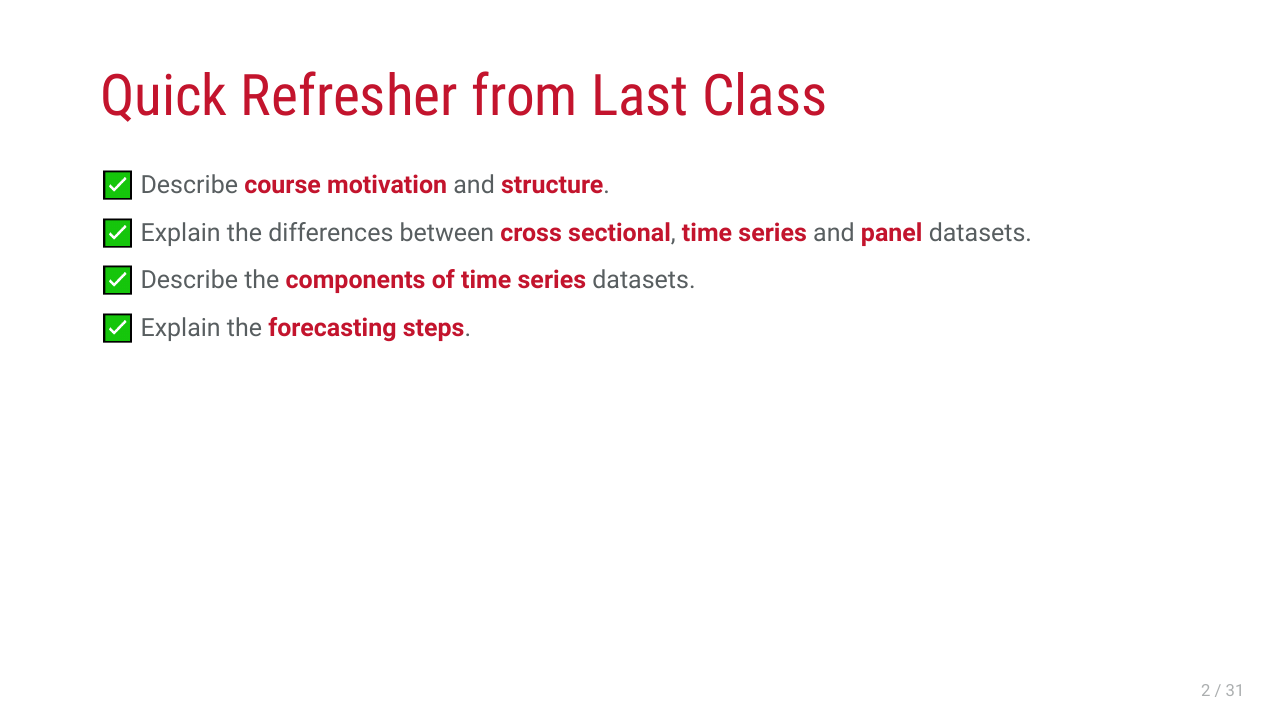 Quick Refresher from Last Class
✅ Describe course motivation and structure.
✅ Explain the differences between cross sectional, time series and panel datasets.
✅ Describe the components of time series datasets.
✅ Explain the forecasting steps.
2 / 31